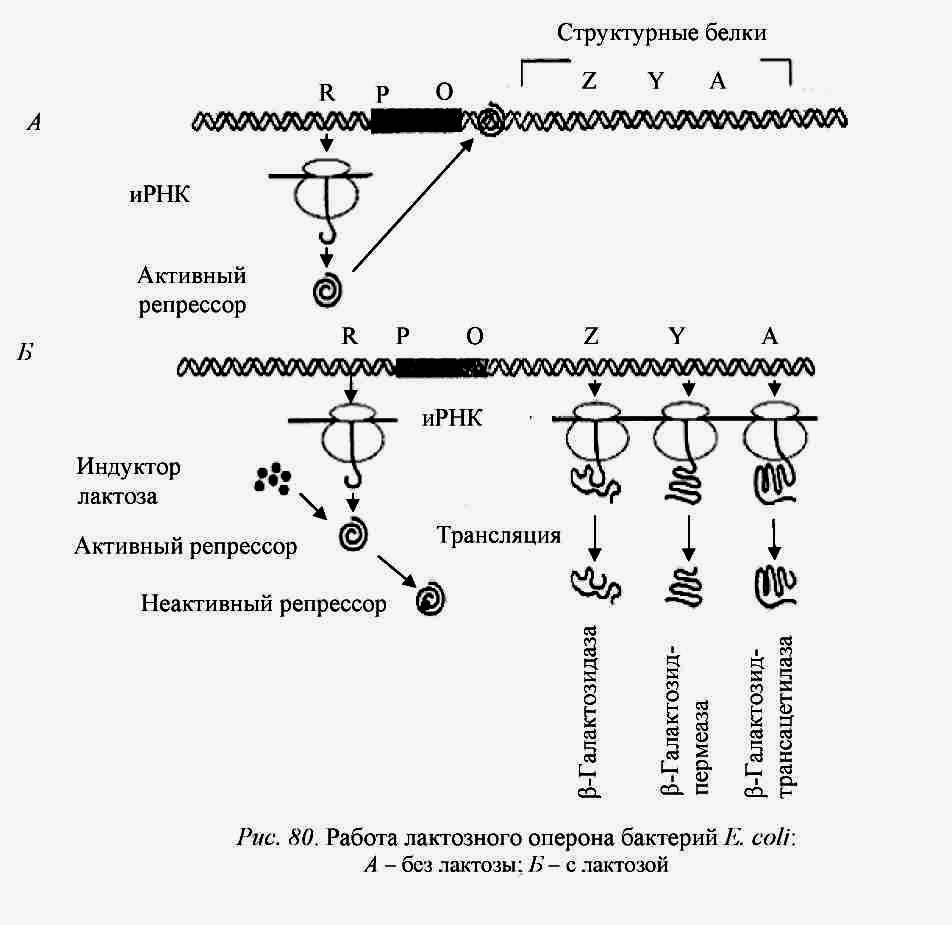 Структурные белки
Z Y A
R P O
А
иРНК
Активный
репрессор
Б
R P O Z Y A
иРНК
Индуктор
лактоза
Активный репрессор
Трансляция
Неактивный репрессор
β-Галактозидаза
β-Галактозид-
пермеаза
β-Галактозид-
трансацетилаза
Рис. 80. Работа лактозного оперона бактерий E. coli:
А – без лактозы; Б – с лактозой